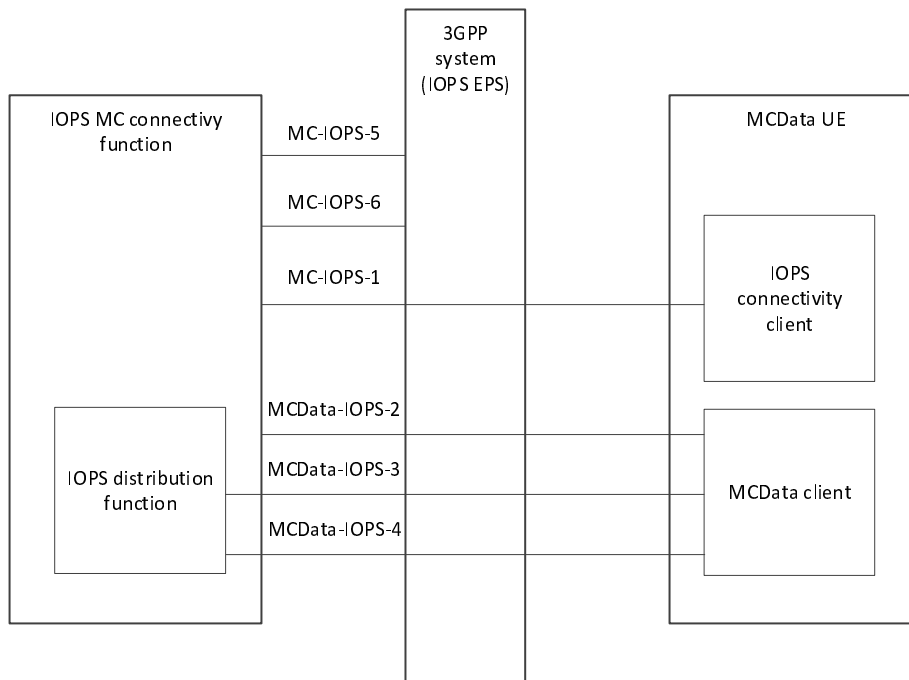 3GPP
system
(IOPS EPS)
IOPS MC connectivy
function
MC-IOPS-5
MC-IOPS-6
MC-IOPS-1
MCData UE
IOPS
connectivity
client
MCData-IOPS-2
MCData-IOPS-3
MCData-IOPS-4
IOPS distribution
function
MCData client